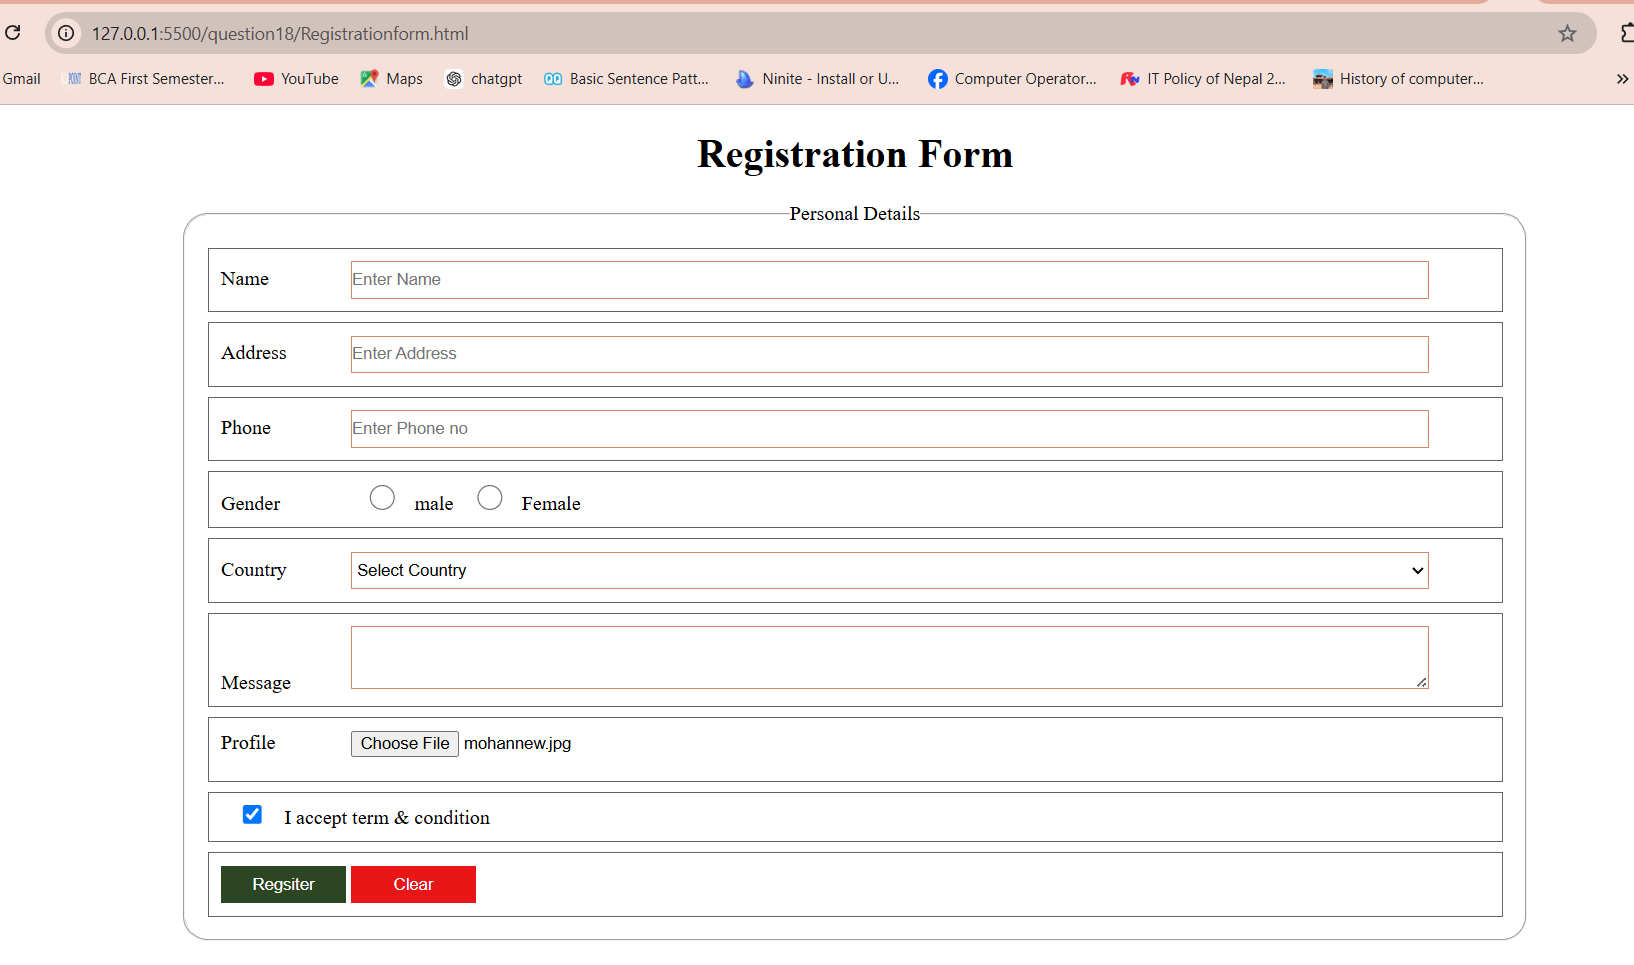 127.0.0.1:5500/question18/Registrationform.html
Gmail BCA First Semester... YouTube Maps chatgpt Basic Sentence Patt... Ninite - Install or U... Computer Operator... IT Policy of Nepal 2... History of computer... »
Registration Form
Personal Details
Name Enter Name
Address Enter Address
Phone Enter Phone no
Gender male Female
Country Select Country
Message
Profile Choose File mohannew.jpg
I accept term & condition
Regsiter Clear